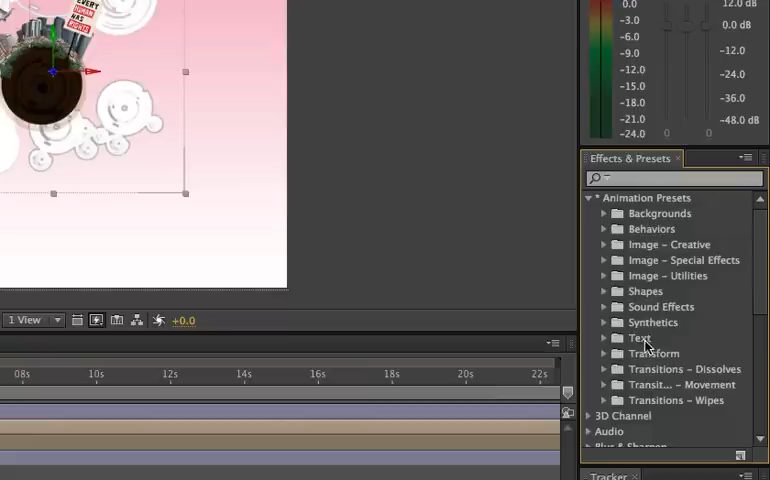 EVERY
HUMAN
HAS
RIGHTS
12.0 dB
0.0
-3.0
-6.0
-9.0
-12.0
-15.0
-18.0
-21.0
-24.0
0.0 dB
-12.0
-24.0
-36.0
-48.0 dB
0 0
Effects & Presets ×
* Animation Presets
Backgrounds
Behaviors
Image – Creative
Image – Special Effects
Image – Utilities
Shapes
Sound Effects
Synthetics
Text
Transform
Transitions – Dissolves
Transit... – Movement
Transitions – Wipes
3D Channel
Audio
Blur & Sharpen
Tracker ×
1 View
+0.0
08s 10s 12s 14s 16s 18s 20s 22s